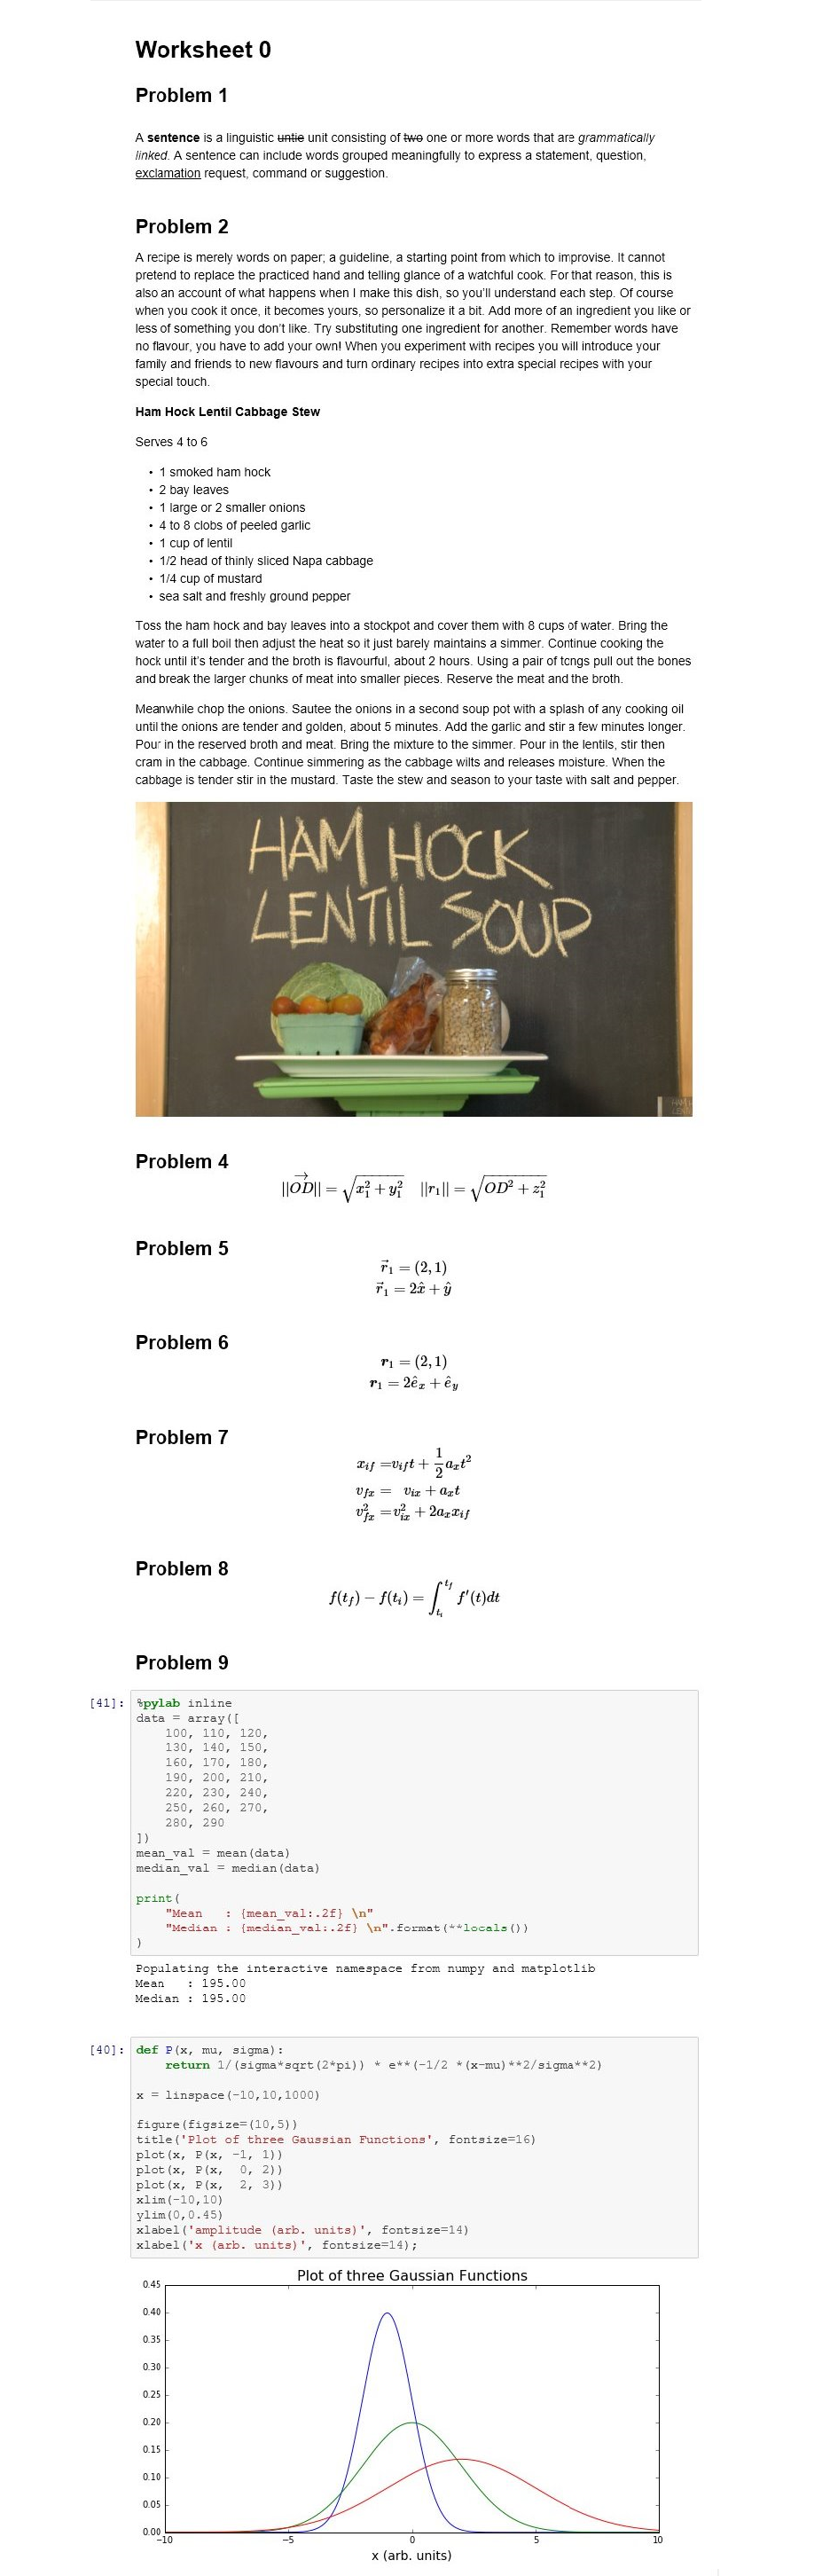 Worksheet 0
Problem 1
A sentence is a linguistic untie unit consisting of two one or more words that are grammatically
linked. A sentence can include words grouped meaningfully to express a statement, question,
exclamation request, command or suggestion.
Problem 2
A recipe is merely words on paper; a guideline, a starting point from which to improvise. It cannot
pretend to replace the practiced hand and telling glance of a watchful cook. For that reason, this is
also an account of what happens when I make this dish, so you'll understand each step. Of course
when you cook it once, it becomes yours, so personalize it a bit. Add more of an ingredient you like or
less of something you don't like. Try substituting one ingredient for another. Remember words have
no flavour, you have to add your own! When you experiment with recipes you will introduce your
family and friends to new flavours and turn ordinary recipes into extra special recipes with your
special touch.
Ham Hock Lentil Cabbage Stew
Serves 4 to 6
• 1 smoked ham hock
• 2 bay leaves
• 1 large or 2 smaller onions
• 4 to 8 clobs of peeled garlic
• 1 cup of lentil
• 1/2 head of thinly sliced Napa cabbage
• 1/4 cup of mustard
• sea salt and freshly ground pepper
Toss the ham hock and bay leaves into a stockpot and cover them with 8 cups of water. Bring the
water to a full boil then adjust the heat so it just barely maintains a simmer. Continue cooking the
hock until it's tender and the broth is flavourful, about 2 hours. Using a pair of tongs pull out the bones
and break the larger chunks of meat into smaller pieces. Reserve the meat and the broth.
Meanwhile chop the onions. Sautee the onions in a second soup pot with a splash of any cooking oil
until the onions are tender and golden, about 5 minutes. Add the garlic and stir a few minutes longer.
Pour in the reserved broth and meat. Bring the mixture to the simmer. Pour in the lentils, stir then
cram in the cabbage. Continue simmering as the cabbage wilts and releases moisture. When the
cabbage is tender stir in the mustard. Taste the stew and season to your taste with salt and pepper.
HAM HOCK
LENTIL SOUP
Problem 4
||\overrightarrow{OD}|| = \sqrt{x_1^2 + y_1^2} ||r_1|| = \sqrt{OD^2 + z_1^2}
Problem 5
\vec{r}_1 = (2, 1)
\vec{r}_1 = 2\hat{x} + \hat{y}
Problem 6
r_1 = (2, 1)
r_1 = 2\hat{e}_x + \hat{e}_y
Problem 7
x_{if} = v_{if}t + \frac{1}{2}a_xt^2
v_{fx} = v_{ix} + a_xt
v_{fx}^2 = v_{ix}^2 + 2a_xx_{if}
Problem 8
f(t_f) − f(t_i) = \int_{t_i}^{t_f} f'(t)dt
Problem 9
[41]: %pylab inline
data = array([
100, 110, 120,
130, 140, 150,
160, 170, 180,
190, 200, 210,
220, 230, 240,
250, 260, 270,
280, 290
])
mean_val = mean(data)
median_val = median(data)
print(
"Mean   : {mean_val:.2f} \n"
"Median : {median_val:.2f} \n".format(**locals())
)
Populating the interactive namespace from numpy and matplotlib
Mean   : 195.00
Median : 195.00
[40]: def P(x, mu, sigma):
return 1/(sigma*sqrt(2*pi)) * e**(-1/2 *(x-mu)**2/sigma**2)
x = linspace(-10,10,1000)
figure(figsize=(10,5))
title('Plot of three Gaussian Functions', fontsize=16)
plot(x, P(x, -1, 1))
plot(x, P(x,  0, 2))
plot(x, P(x,  2, 3))
xlim(-10,10)
ylim(0,0.45)
xlabel('amplitude (arb. units)', fontsize=14)
xlabel('x (arb. units)', fontsize=14);
Plot of three Gaussian Functions
0.45
0.40
0.35
0.30
0.25
0.20
0.15
0.10
0.05
0.00
−10 −5 0 5 10
x (arb. units)